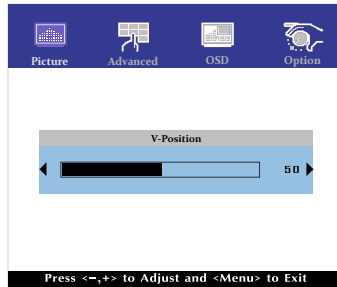 Picture Advanced OSD Option
V-Position
50
Press <−,+> to Adjust and <Menu> to Exit